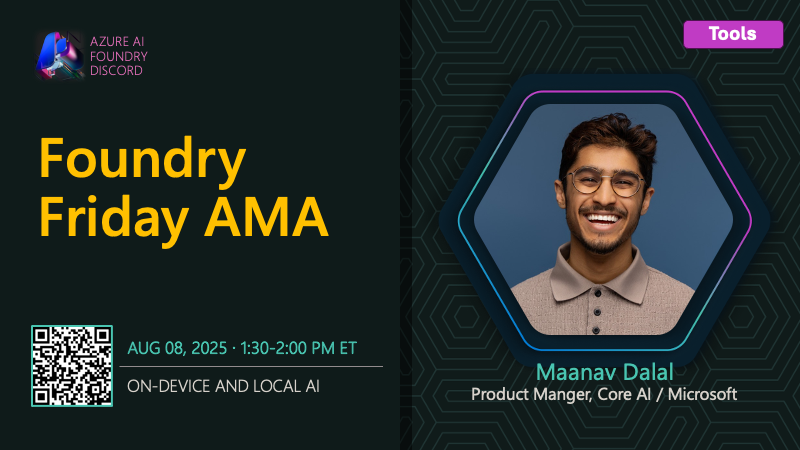 AZURE AI
FOUNDRY
DISCORD
Foundry
Friday AMA
AUG 08, 2025 · 1:30-2:00 PM ET
ON-DEVICE AND LOCAL AI
Tools
Maanav Dalal
Product Manger, Core AI / Microsoft